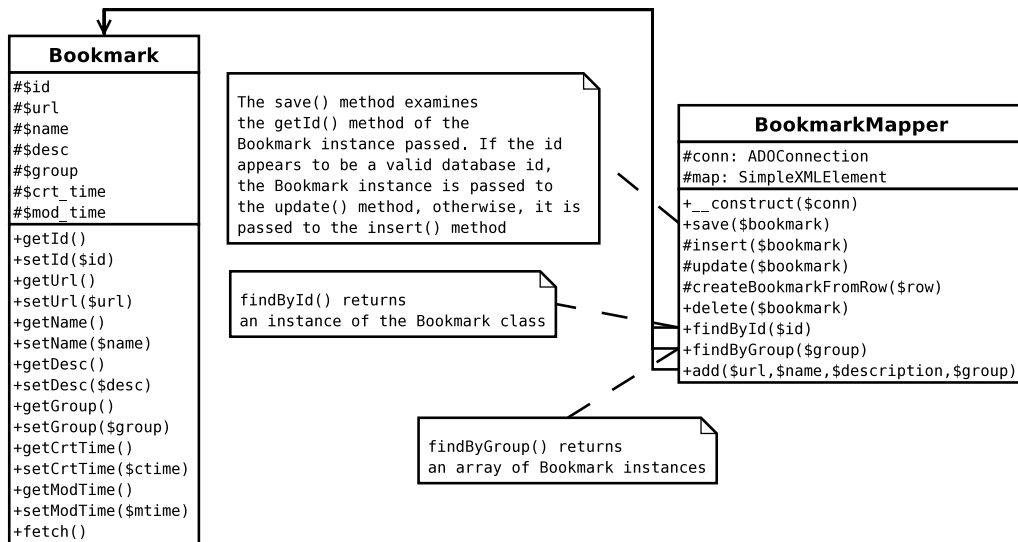 Bookmark
#$id
#$url
#$name
#$desc
#$group
#$crt_time
#$mod_time
+getId()
+setId($id)
+getUrl()
+setUrl($url)
+getName()
+setName($name)
+getDesc()
+setDesc($desc)
+getGroup()
+setGroup($group)
+getCrtTime()
+setCrtTime($ctime)
+getModTime()
+setModTime($mtime)
+fetch()
The save() method examines
the getId() method of the
Bookmark instance passed. If the id
appears to be a valid database id,
the Bookmark instance is passed to
the update() method, otherwise, it is
passed to the insert() method
findById() returns
an instance of the Bookmark class
findByGroup() returns
an array of Bookmark instances
BookmarkMapper
#conn: ADOConnection
#map: SimpleXMLElement
+__construct($conn)
+save($bookmark)
#insert($bookmark)
#update($bookmark)
#createBookmarkFromRow($row)
+delete($bookmark)
+findById($id)
+findByGroup($group)
+add($url,$name,$description,$group)